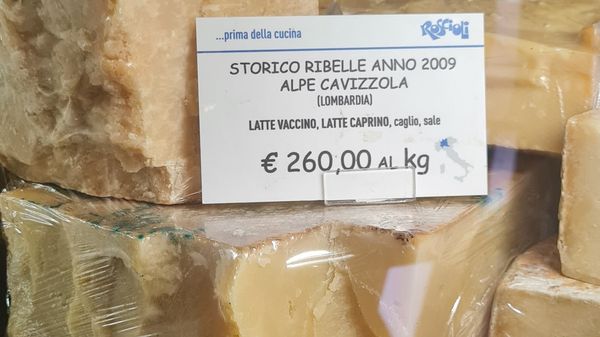 ...prima della cucina
Roscioli
STORICO RIBELLE ANNO 2009
ALPE CAVIZZOLA
(LOMBARDIA)
LATTE VACCINO, LATTE CAPRINO, caglio, sale
€ 260,00 AL kg